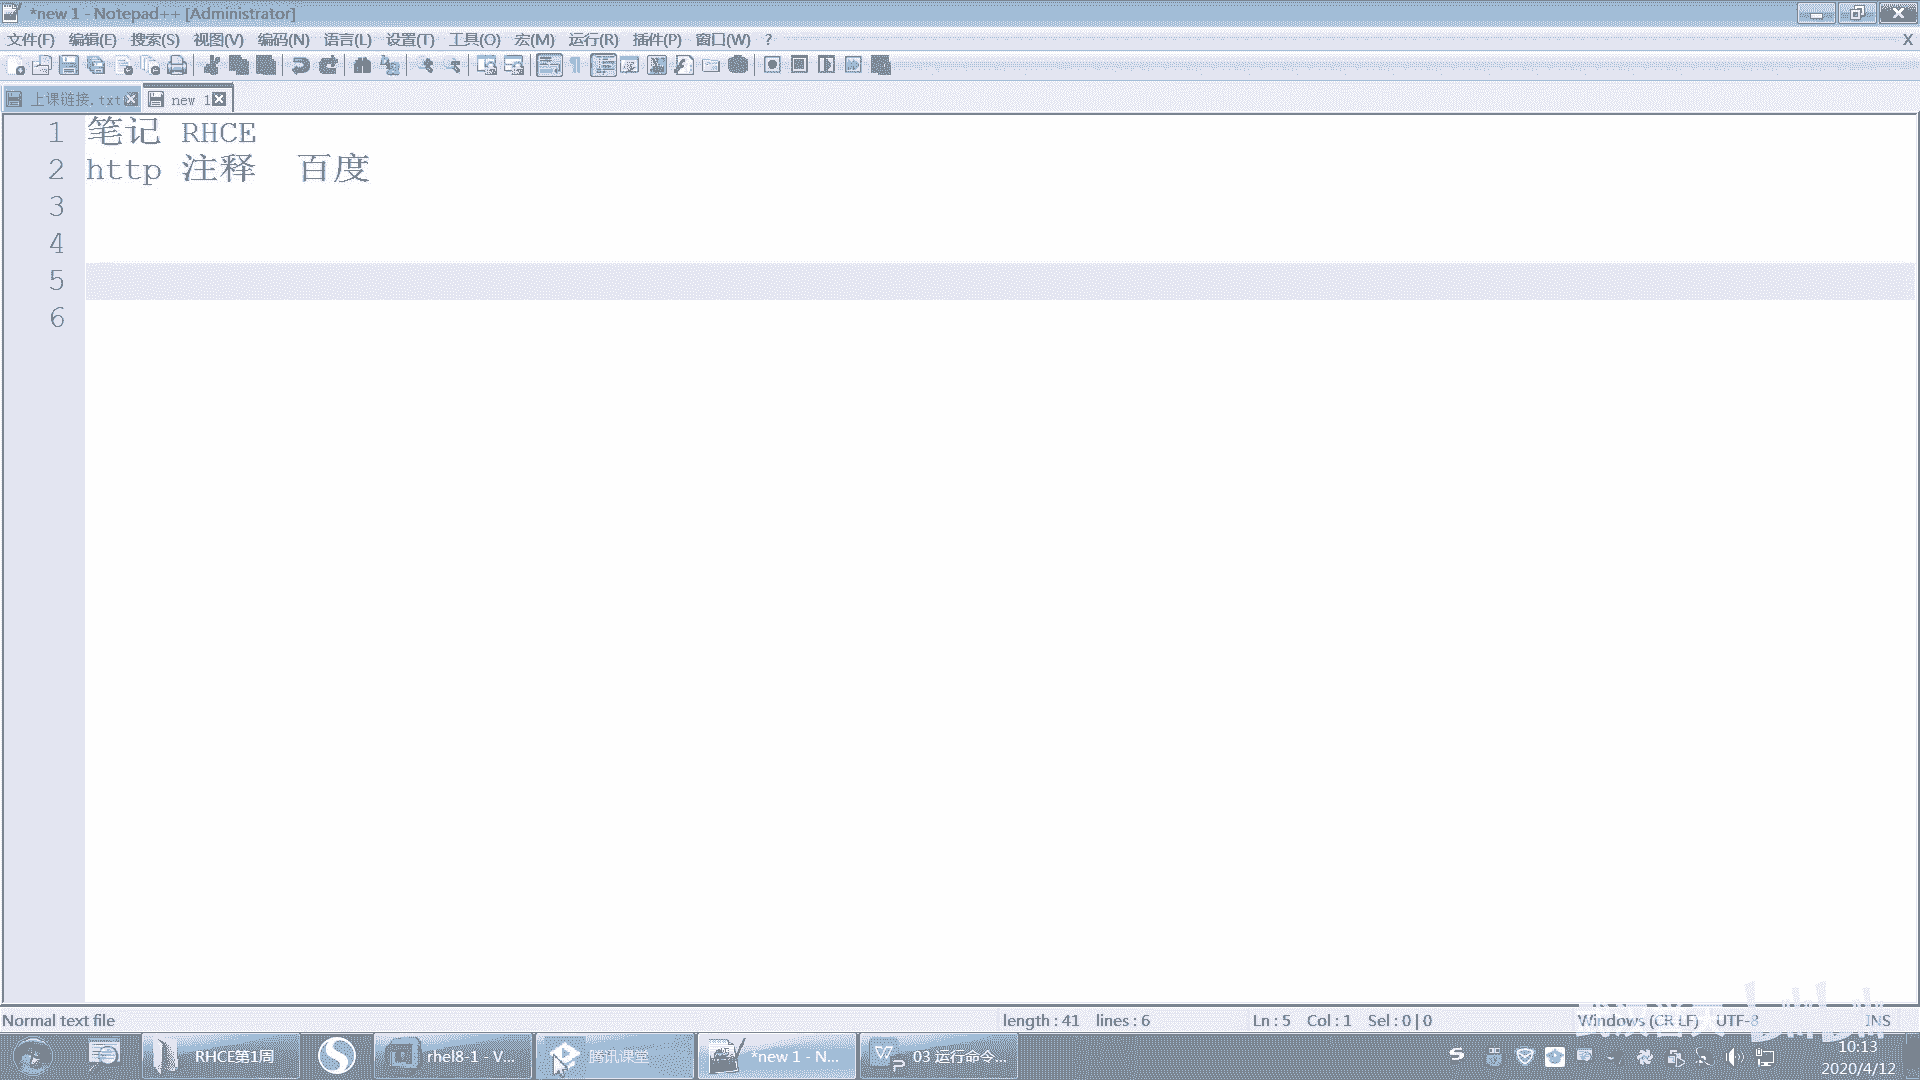 *new 1 - Notepad++ [Administrator]
文件(F) 编辑(E) 搜索(S) 视图(V) 编码(N) 语言(L) 设置(T) 工具(O) 宏(M) 运行(R) 插件(P) 窗口(W) ? X
上课链接.txt new 1
1 笔记 RHCE
2 http 注释 百度
3
4
5
6
Normal text file length : 41 lines : 6 Ln : 5 Col : 1 Sel : 0 | 0 Windows (CR LF) UTF-8 INS
RHCE第1周 rhel8-1 - V... 腾讯课堂 *new 1 - N... 03 运行命令... 10:13
2020/4/12